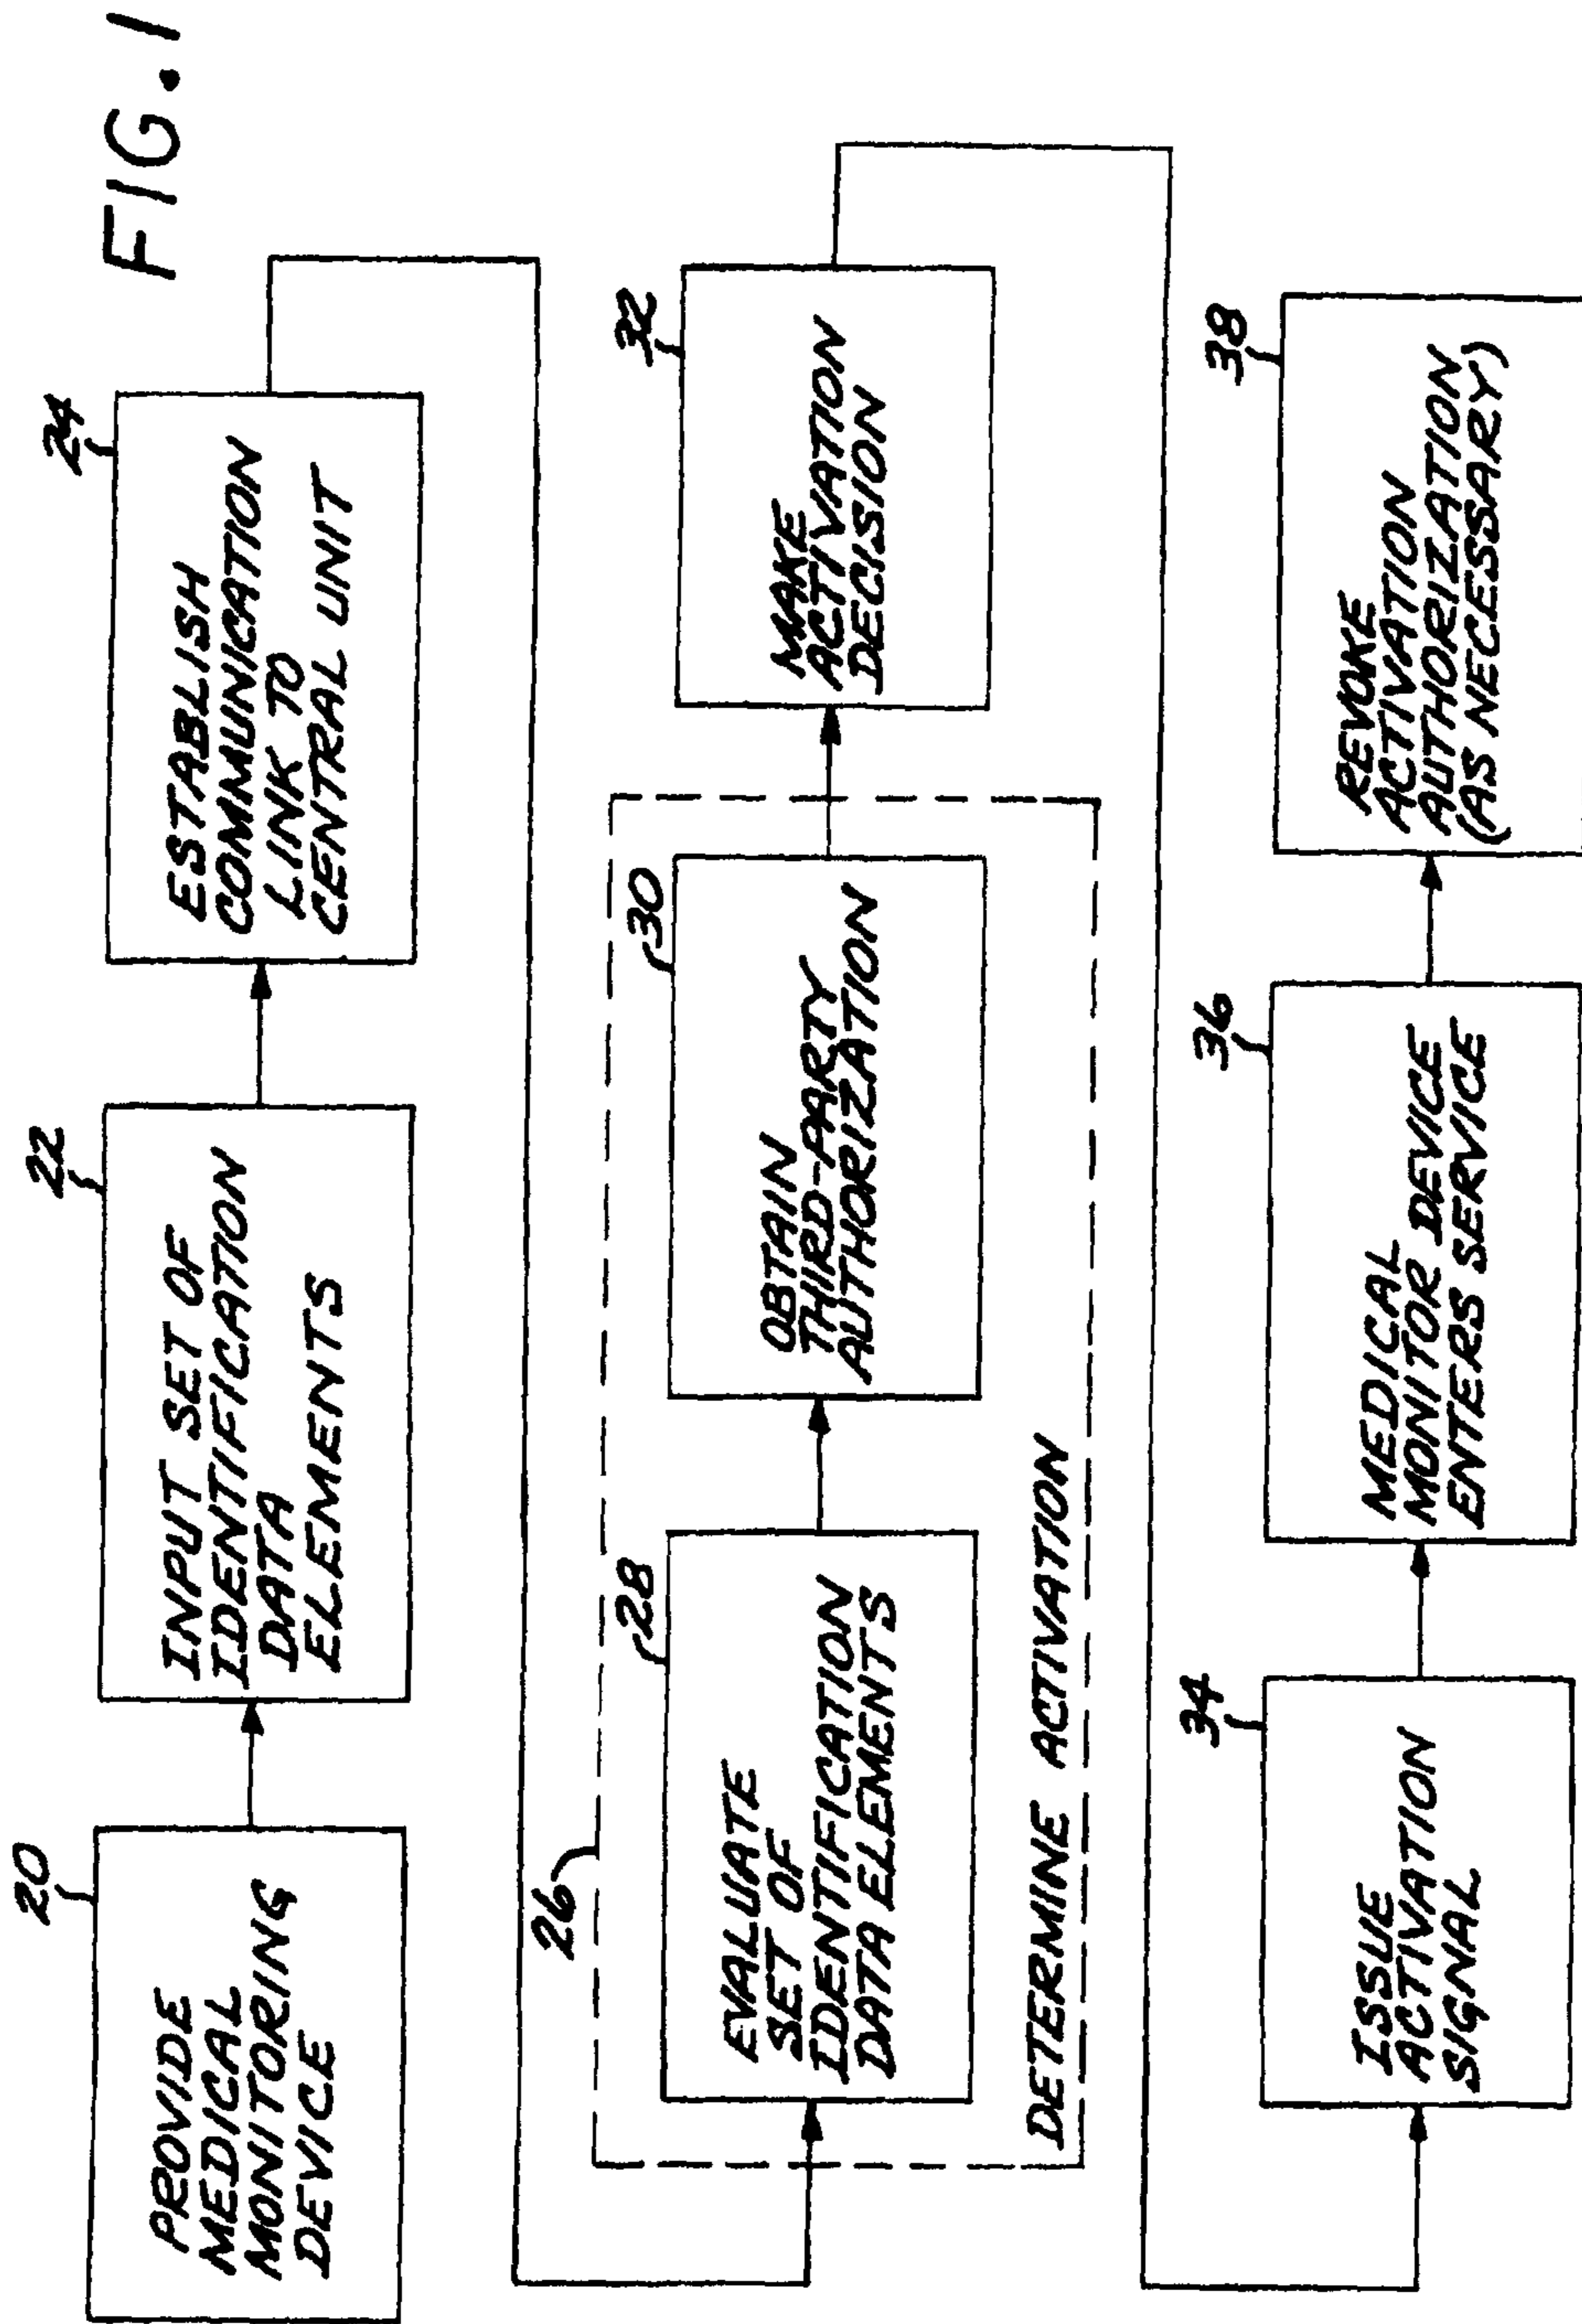 FIG. 1
20
PROVIDE
MEDICAL
MONITORING
DEVICE
22
INPUT SET OF
IDENTIFICATION
DATA
ELEMENTS
24
ESTABLISH
COMMUNICATION
LINK TO
CENTRAL UNIT
26
28
EVALUATE
SET OF
IDENTIFICATION
DATA ELEMENTS
30
OBTAIN
THIRD-PARTY
AUTHORIZATION
DETERMINE ACTIVATION
32
MAKE
ACTIVATION
DECISION
34
ISSUE
ACTIVATION
SIGNAL
36
MEDICAL
MONITOR DEVICE
ENTERS SERVICE
38
REVOKE
ACTIVATION
AUTHORIZATION
(AS NECESSARY)